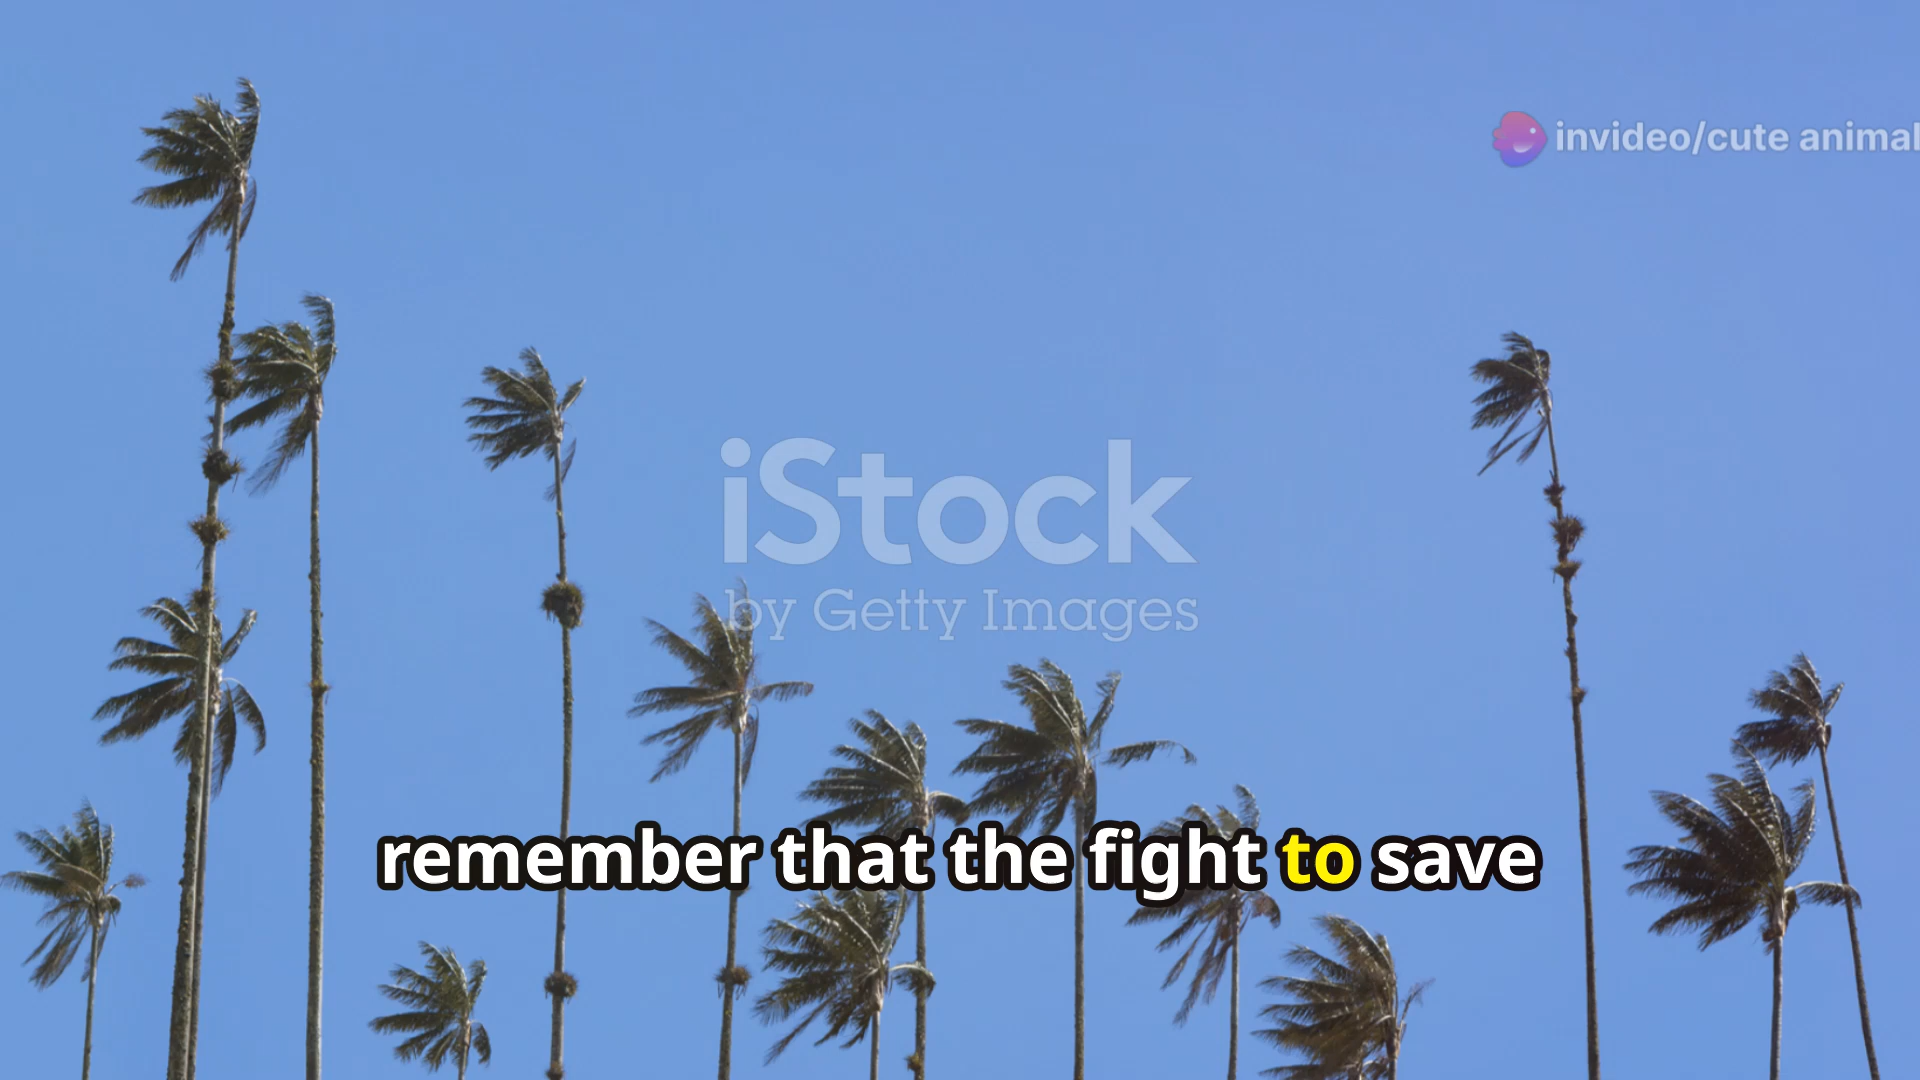 invideo/cute animal
iStock
by Getty Images
remember that the fight to save